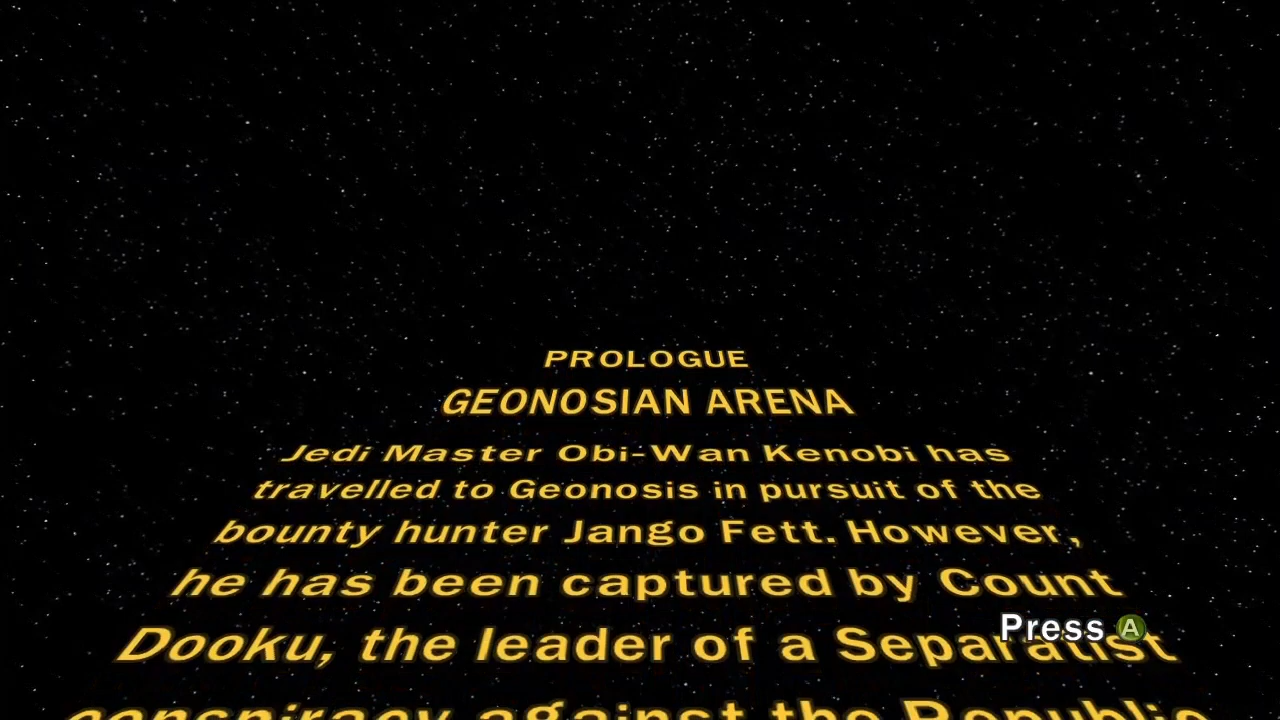 PROLOGUE
GEONOSIAN ARENA
Jedi Master Obi-Wan Kenobi has
travelled to Geonosis in pursuit of the
bounty hunter Jango Fett. However,
he has been captured by Count
Dooku, the leader of a Separatist
Press A
conspiracy against the Republic